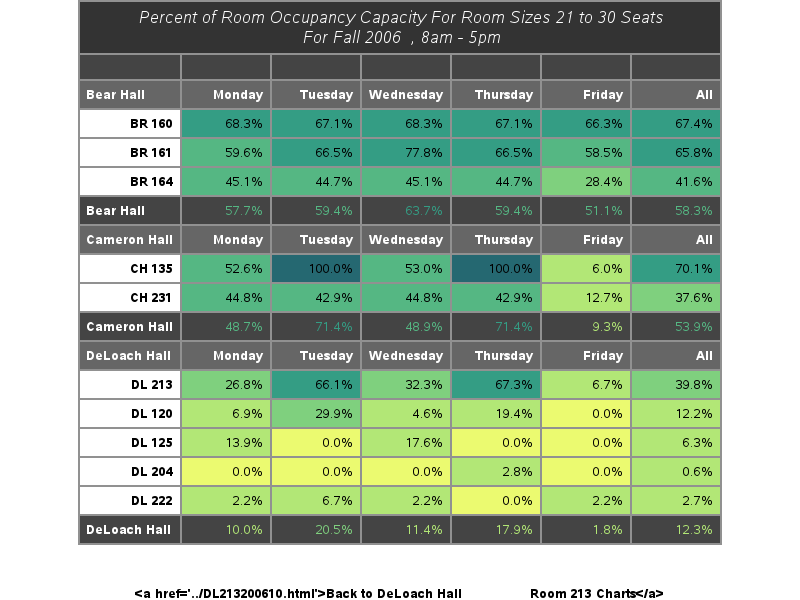 Percent of Room Occupancy Capacity For Room Sizes 21 to 30 Seats
For Fall 2006 , 8am - 5pm
Bear Hall Monday Tuesday Wednesday Thursday Friday All
BR 160 68.3% 67.1% 68.3% 67.1% 66.3% 67.4%
BR 161 59.6% 66.5% 77.8% 66.5% 58.5% 65.8%
BR 164 45.1% 44.7% 45.1% 44.7% 28.4% 41.6%
Bear Hall 57.7% 59.4% 63.7% 59.4% 51.1% 58.3%
Cameron Hall Monday Tuesday Wednesday Thursday Friday All
CH 135 52.6% 100.0% 53.0% 100.0% 6.0% 70.1%
CH 231 44.8% 42.9% 44.8% 42.9% 12.7% 37.6%
Cameron Hall 48.7% 71.4% 48.9% 71.4% 9.3% 53.9%
DeLoach Hall Monday Tuesday Wednesday Thursday Friday All
DL 213 26.8% 66.1% 32.3% 67.3% 6.7% 39.8%
DL 120 6.9% 29.9% 4.6% 19.4% 0.0% 12.2%
DL 125 13.9% 0.0% 17.6% 0.0% 0.0% 6.3%
DL 204 0.0% 0.0% 0.0% 2.8% 0.0% 0.6%
DL 222 2.2% 6.7% 2.2% 0.0% 2.2% 2.7%
DeLoach Hall 10.0% 20.5% 11.4% 17.9% 1.8% 12.3%
<a href='../DL213200610.html'>Back to DeLoach Hall Room 213 Charts</a>